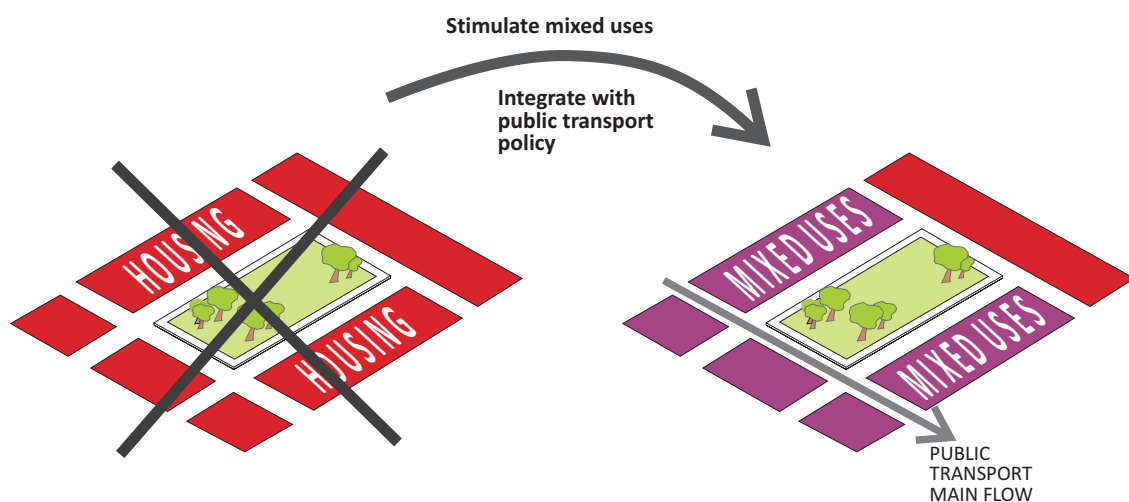 Stimulate mixed uses
Integrate with
public transport
policy
HOUSING
HOUSING
MIXED USES
MIXED USES
PUBLIC
TRANSPORT
MAIN FLOW